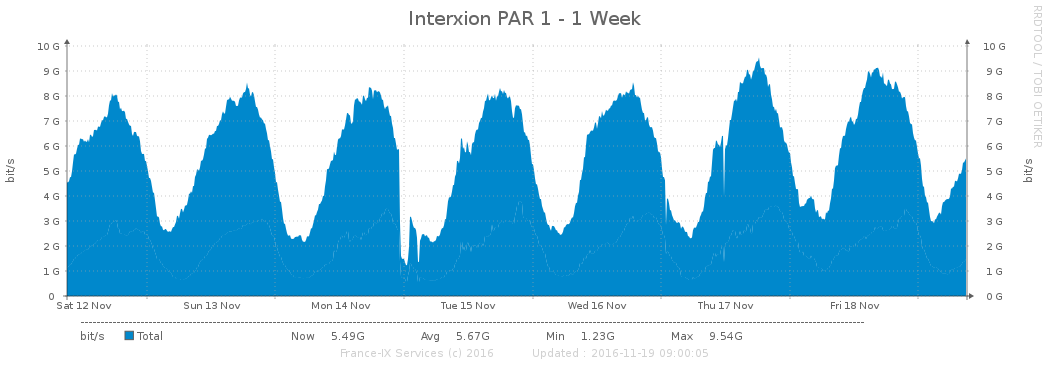 Interxion PAR 1 - 1 Week
RRDTOOL / TOBI OETIKER
bit/s
bit/s
10 G 10 G
9 G 9 G
8 G 8 G
7 G 7 G
6 G 6 G
5 G 5 G
4 G 4 G
3 G 3 G
2 G 2 G
1 G 1 G
0 0 G
Sat 12 Nov Sun 13 Nov Mon 14 Nov Tue 15 Nov Wed 16 Nov Thu 17 Nov Fri 18 Nov
bit/s Total Now 5.49G Avg 5.67G Min 1.23G Max 9.54G
France-IX Services (c) 2016 Updated : 2016-11-19 09:00:05